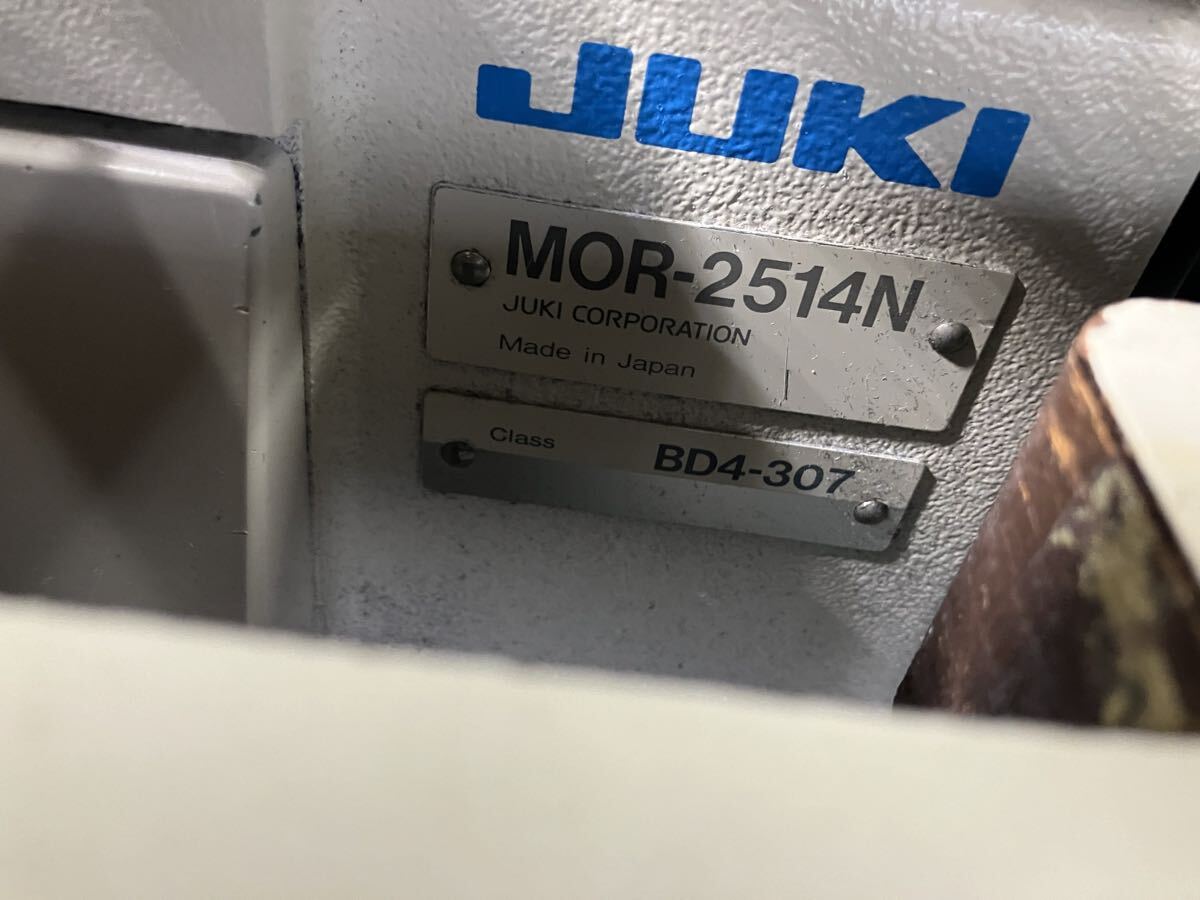 JUKI
MOR-2514N
JUKI CORPORATION
Made in Japan
Class BD4-307